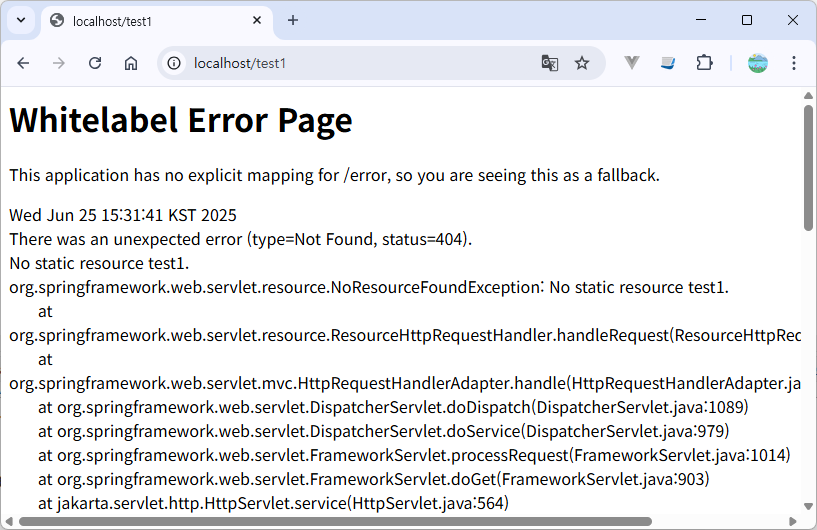 localhost/test1
localhost/test1
Whitelabel Error Page
This application has no explicit mapping for /error, so you are seeing this as a fallback.
Wed Jun 25 15:31:41 KST 2025
There was an unexpected error (type=Not Found, status=404).
No static resource test1.
org.springframework.web.servlet.resource.NoResourceFoundException: No static resource test1.
at
org.springframework.web.servlet.resource.ResourceHttpRequestHandler.handleRequest(ResourceHttpRec
at
org.springframework.web.servlet.mvc.HttpRequestHandlerAdapter.handle(HttpRequestHandlerAdapter.ja
at org.springframework.web.servlet.DispatcherServlet.doDispatch(DispatcherServlet.java:1089)
at org.springframework.web.servlet.DispatcherServlet.doService(DispatcherServlet.java:979)
at org.springframework.web.servlet.FrameworkServlet.processRequest(FrameworkServlet.java:1014)
at org.springframework.web.servlet.FrameworkServlet.doGet(FrameworkServlet.java:903)
at jakarta.servlet.http.HttpServlet.service(HttpServlet.java:564)